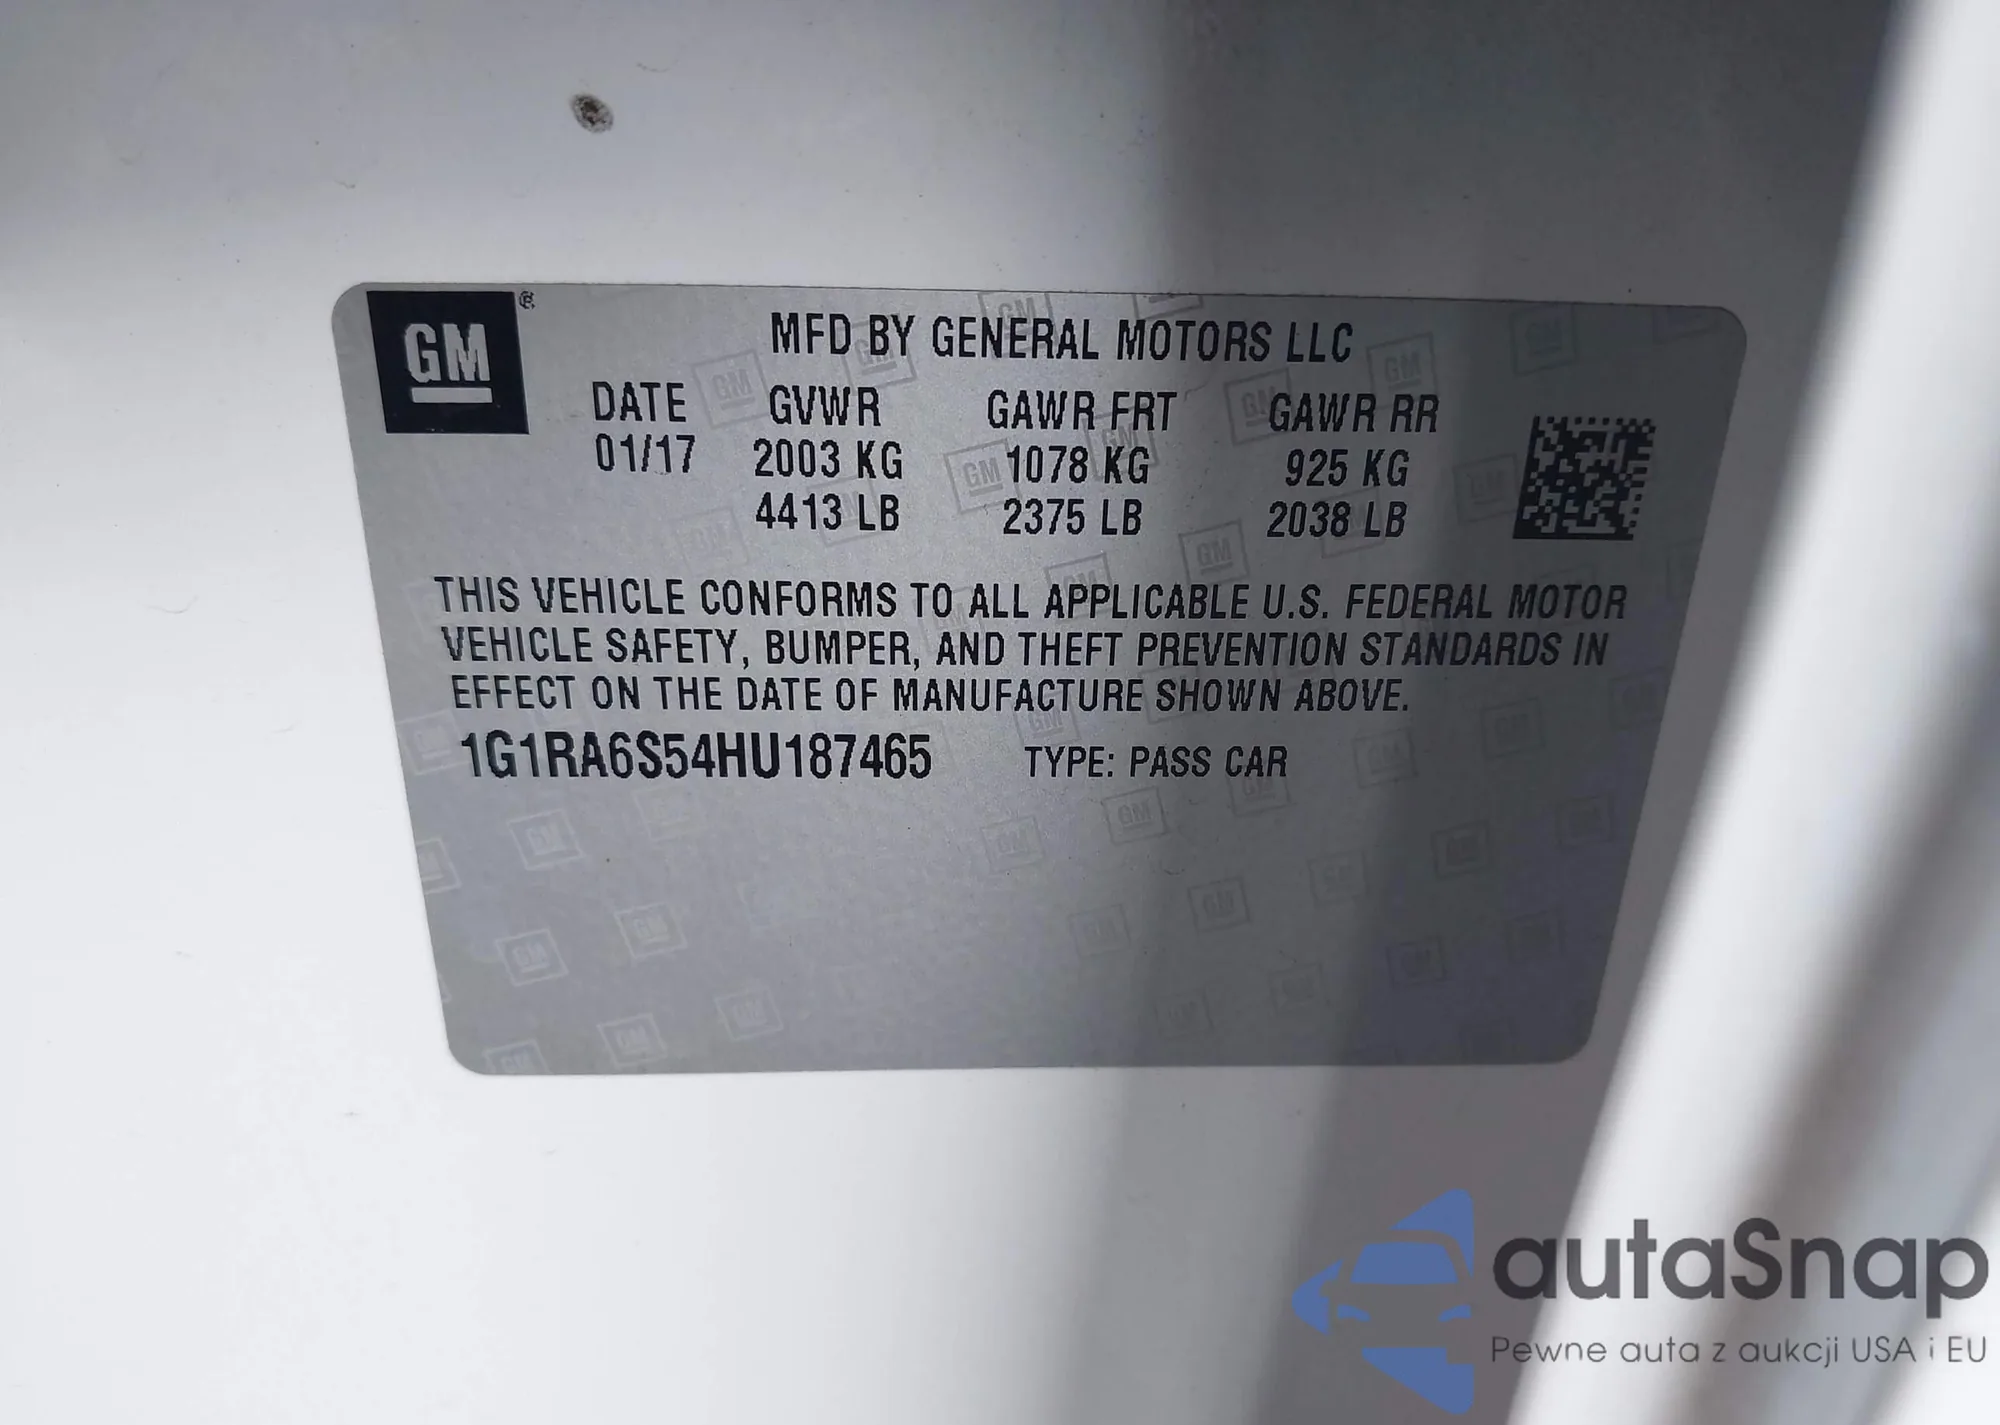 GM ®
MFD BY GENERAL MOTORS LLC
DATE GVWR GAWR FRT GAWR RR
01/17 2003 KG 1078 KG 925 KG
4413 LB 2375 LB 2038 LB
THIS VEHICLE CONFORMS TO ALL APPLICABLE U.S. FEDERAL MOTOR
VEHICLE SAFETY, BUMPER, AND THEFT PREVENTION STANDARDS IN
EFFECT ON THE DATE OF MANUFACTURE SHOWN ABOVE.
1G1RA6S54HU187465 TYPE: PASS CAR
autaSnap
Pewne auta z aukcji USA i EU